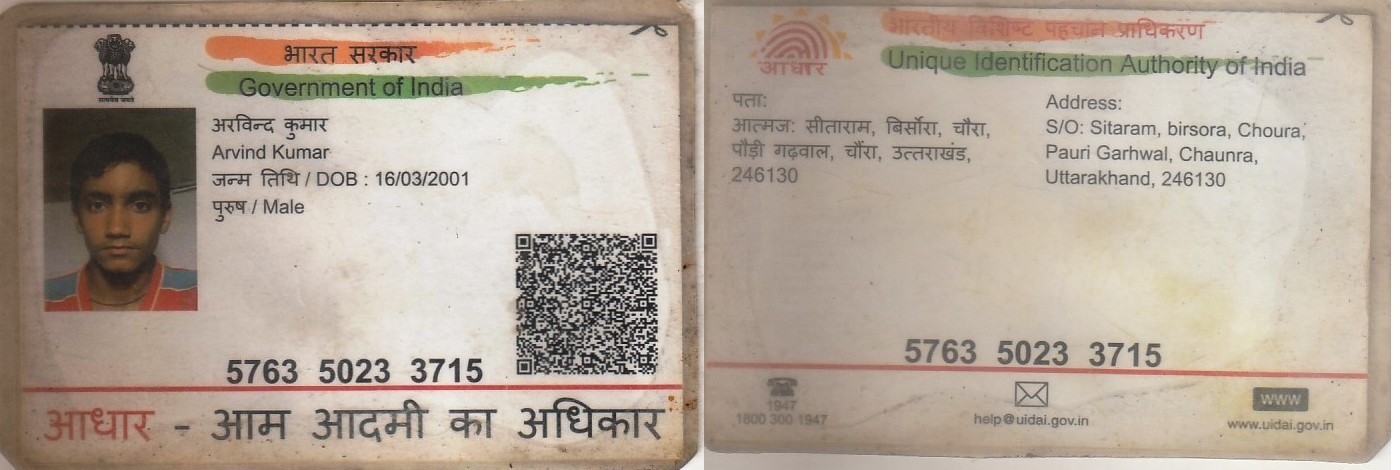 सत्यमेव जयते
भारत सरकार
Government of India
अरविन्द कुमार
Arvind Kumar
जन्म तिथि / DOB : 16/03/2001
पुरुष / Male
5763 5023 3715
आधार - आम आदमी का अधिकार
आधार
भारतीय विशिष्ट पहचान प्राधिकरण
Unique Identification Authority of India
पता:
आत्मज: सीताराम, बिर्सोरा, चौरा,
पौड़ी गढ़वाल, चौंरा, उत्तराखंड,
246130
Address:
S/O: Sitaram, birsora, Choura,
Pauri Garhwal, Chaunra,
Uttarakhand, 246130
5763 5023 3715
1947
1800 300 1947
help@uidai.gov.in
WWW
www.uidai.gov.in